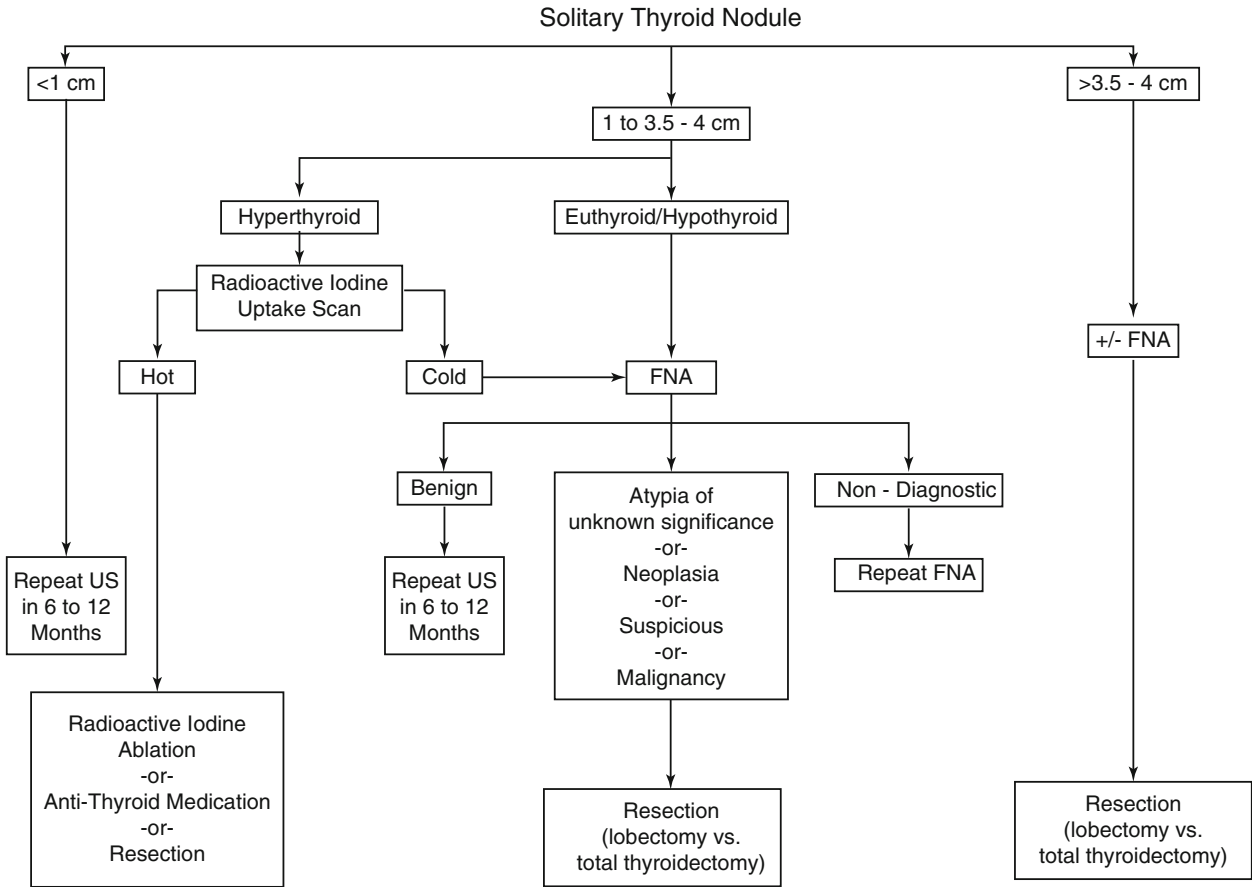 Solitary Thyroid Nodule
<1 cm
>3.5 - 4 cm
1 to 3.5 - 4 cm
Hyperthyroid
Euthyroid/Hypothyroid
Radioactive Iodine
Uptake Scan
+/- FNA
Hot
Cold
FNA
Benign
Atypia of
unknown significance
-or-
Neoplasia
-or-
Suspicious
-or-
Malignancy
Non - Diagnostic
Repeat US
in 6 to 12
Months
Repeat US
in 6 to 12
Months
Repeat FNA
Radioactive Iodine
Ablation
-or-
Anti-Thyroid Medication
-or-
Resection
Resection
(lobectomy vs.
total thyroidectomy)
Resection
(lobectomy vs.
total thyroidectomy)